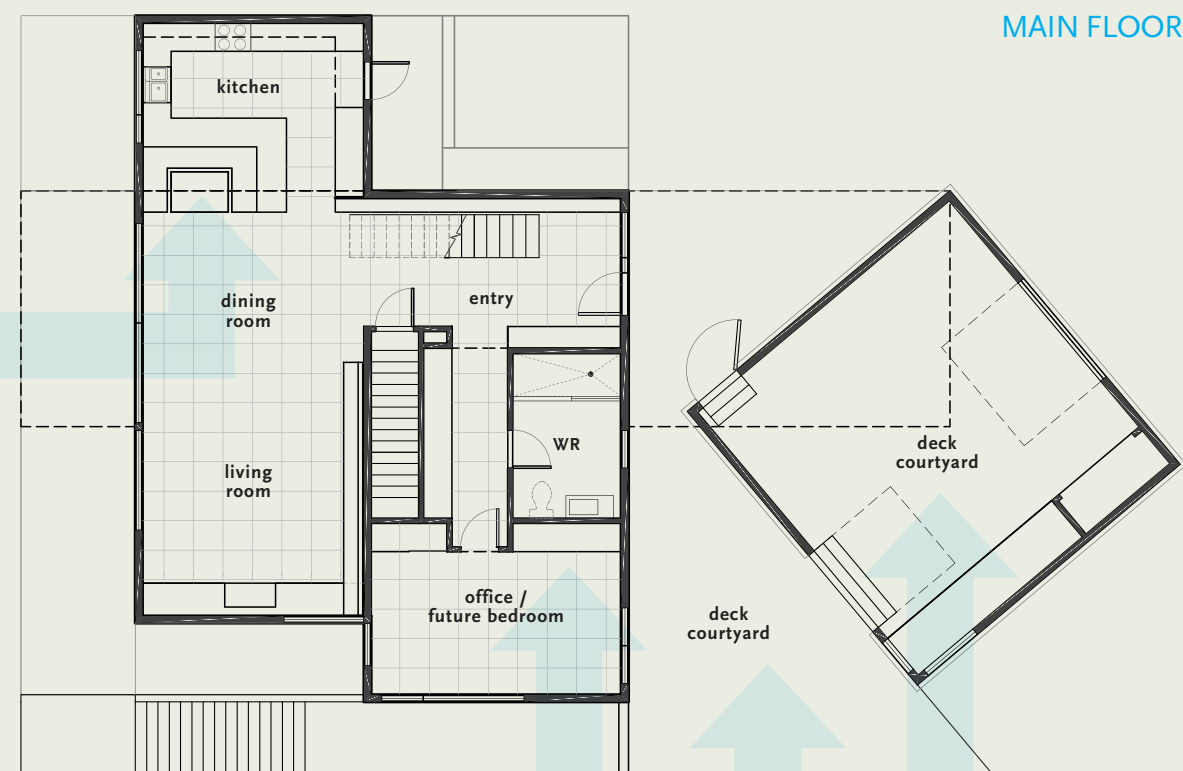 MAIN FLOOR
kitchen
dining
room
entry
WR
deck
courtyard
living
room
office /
future bedroom
deck
courtyard